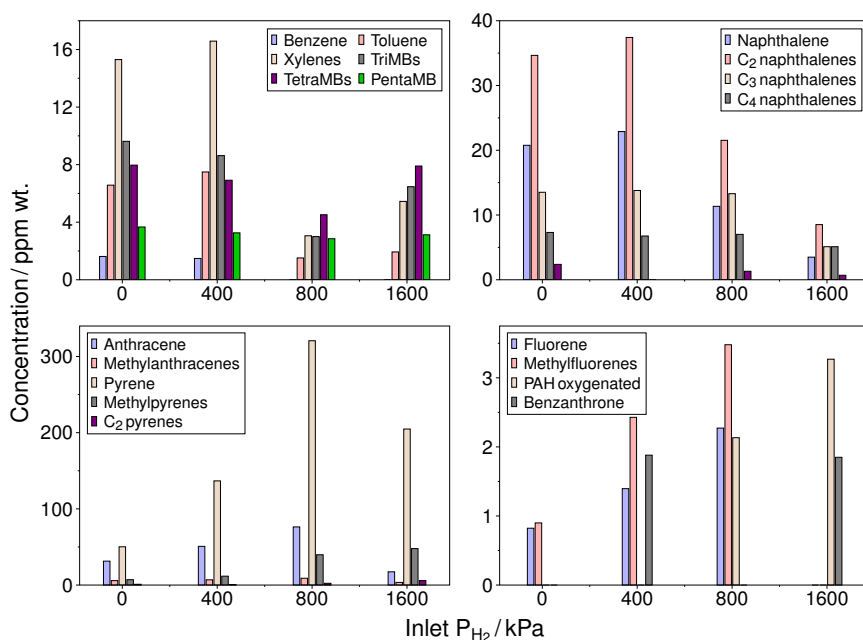 Concentration / ppm wt.
16
12
8
4
0
Benzene Toluene
Xylenes TriMBs
TetraMBs PentaMB
0 400 800 1600
40
30
20
10
0
Naphthalene
C2 naphthalenes
C3 naphthalenes
C4 naphthalenes
0 400 800 1600
300
200
100
0
Anthracene
Methylanthracenes
Pyrene
Methylpyrenes
C2 pyrenes
0 400 800 1600
3
2
1
0
Fluorene
Methylfluorenes
PAH oxygenated
Benzanthrone
0 400 800 1600
Inlet PH2 / kPa